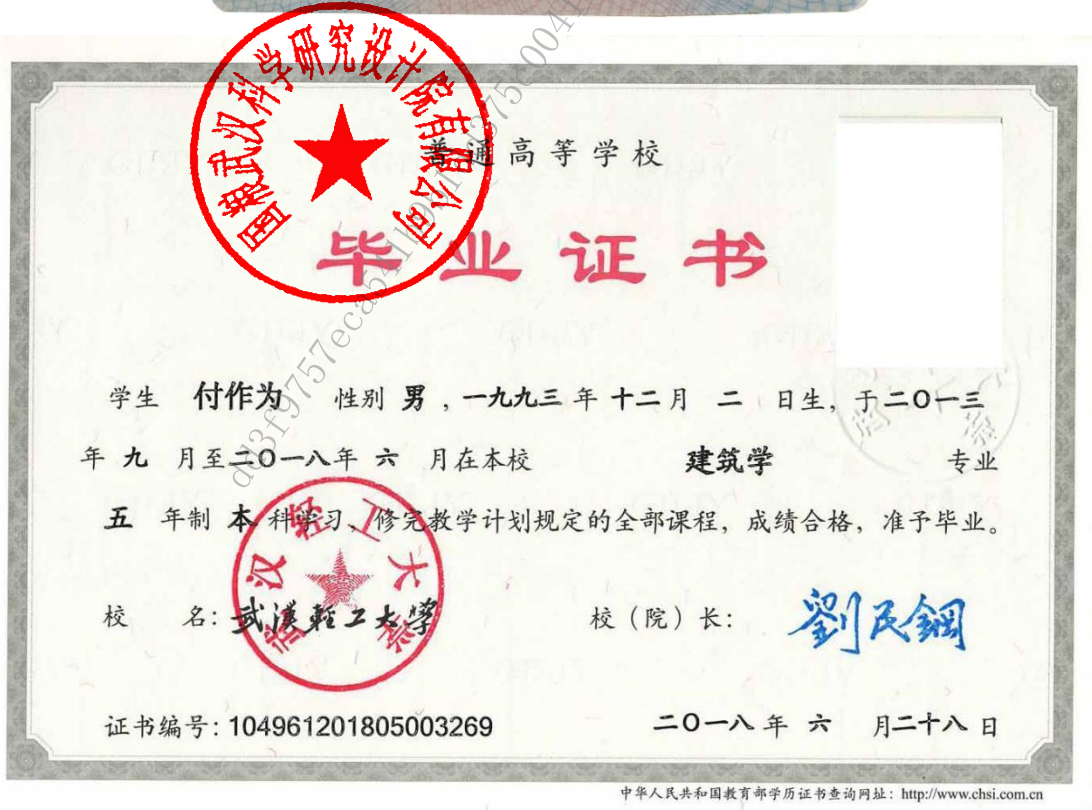 国粮武汉科学研究设计院有限公司
普通高等学校
毕业证书
学生 付作为 性别 男 ，一九九三 年 十二 月 二 日生，于 二〇一三
年 九 月至 二〇一八 年 六 月在本校 建筑学 专业
五 年制 本 科学习、修完教学计划规定的全部课程，成绩合格，准予毕业。
武汉轻工大学
校 名：武漢輕工大學
校（院）长：劉民鋼
证书编号：104961201805003269
二〇一八 年 六 月二十八 日
中华人民共和国教育部学历证书查询网址：http://www.chsi.com.cn